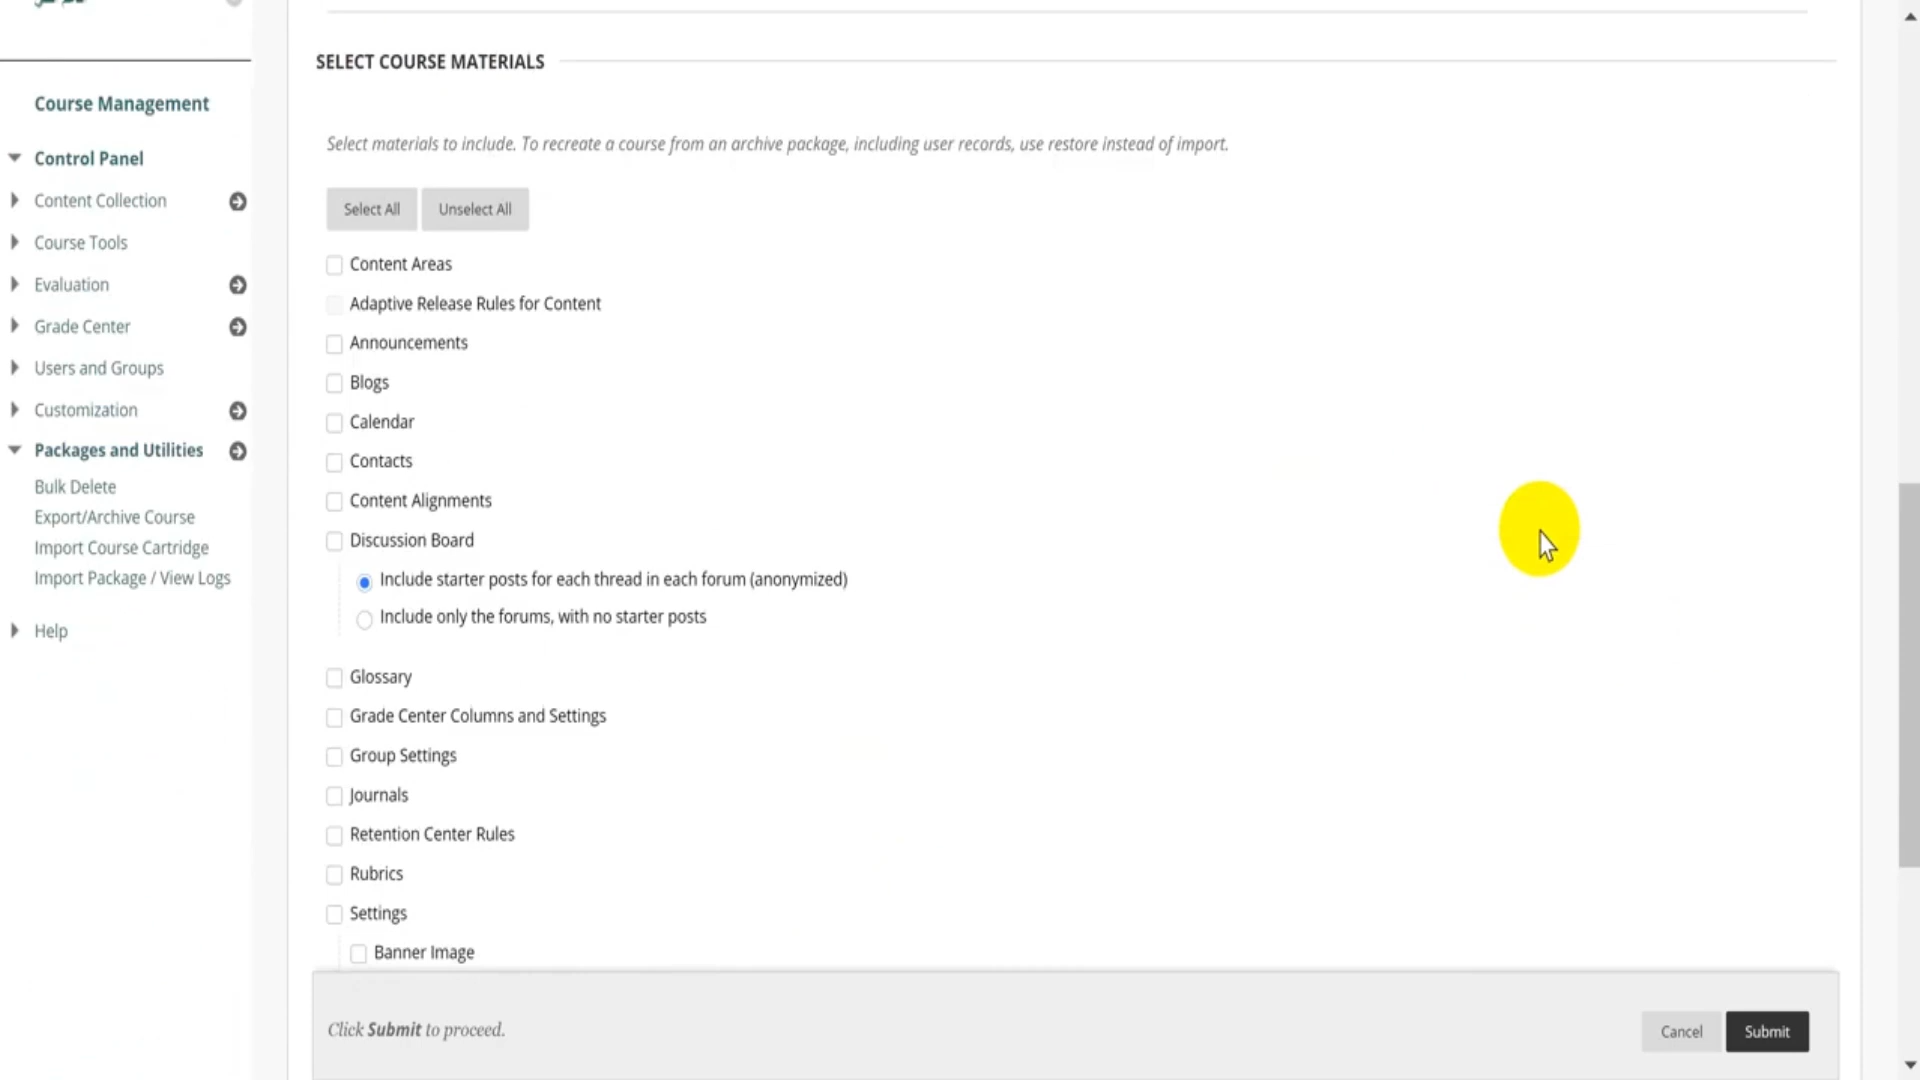 Course Management
Control Panel
Content Collection
Course Tools
Evaluation
Grade Center
Users and Groups
Customization
Packages and Utilities
Bulk Delete
Export/Archive Course
Import Course Cartridge
Import Package / View Logs
Help
SELECT COURSE MATERIALS
Select materials to include. To recreate a course from an archive package, including user records, use restore instead of import.
Select All
Unselect All
Content Areas
Adaptive Release Rules for Content
Announcements
Blogs
Calendar
Contacts
Content Alignments
Discussion Board
Include starter posts for each thread in each forum (anonymized)
Include only the forums, with no starter posts
Glossary
Grade Center Columns and Settings
Group Settings
Journals
Retention Center Rules
Rubrics
Settings
Banner Image
Click Submit to proceed.
Cancel
Submit